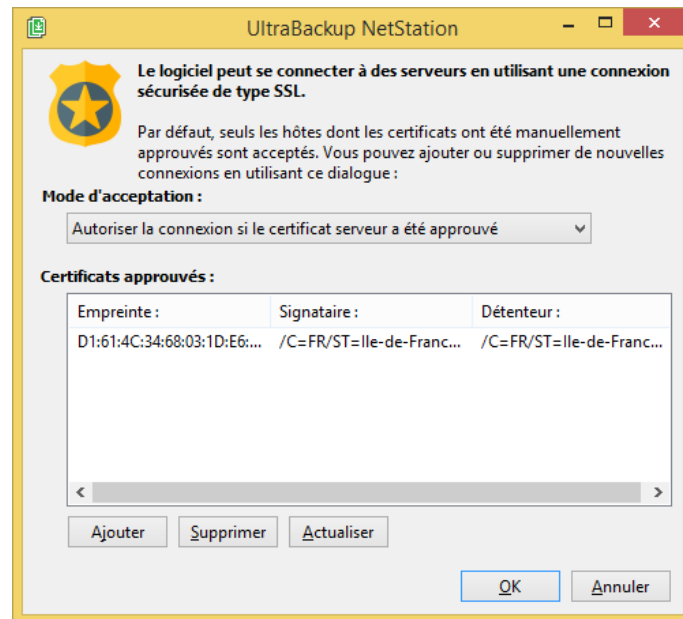 UltraBackup NetStation
Le logiciel peut se connecter à des serveurs en utilisant une connexion
sécurisée de type SSL.
Par défaut, seuls les hôtes dont les certificats ont été manuellement
approuvés sont acceptés. Vous pouvez ajouter ou supprimer de nouvelles
connexions en utilisant ce dialogue :
Mode d'acceptation :
Autoriser la connexion si le certificat serveur a été approuvé
Certificats approuvés :
Empreinte : Signataire : Détenteur :
D1:61:4C:34:68:03:1D:E6:... /C=FR/ST=Ile-de-Franc... /C=FR/ST=Ile-de-Franc...
Ajouter Supprimer Actualiser
OK Annuler